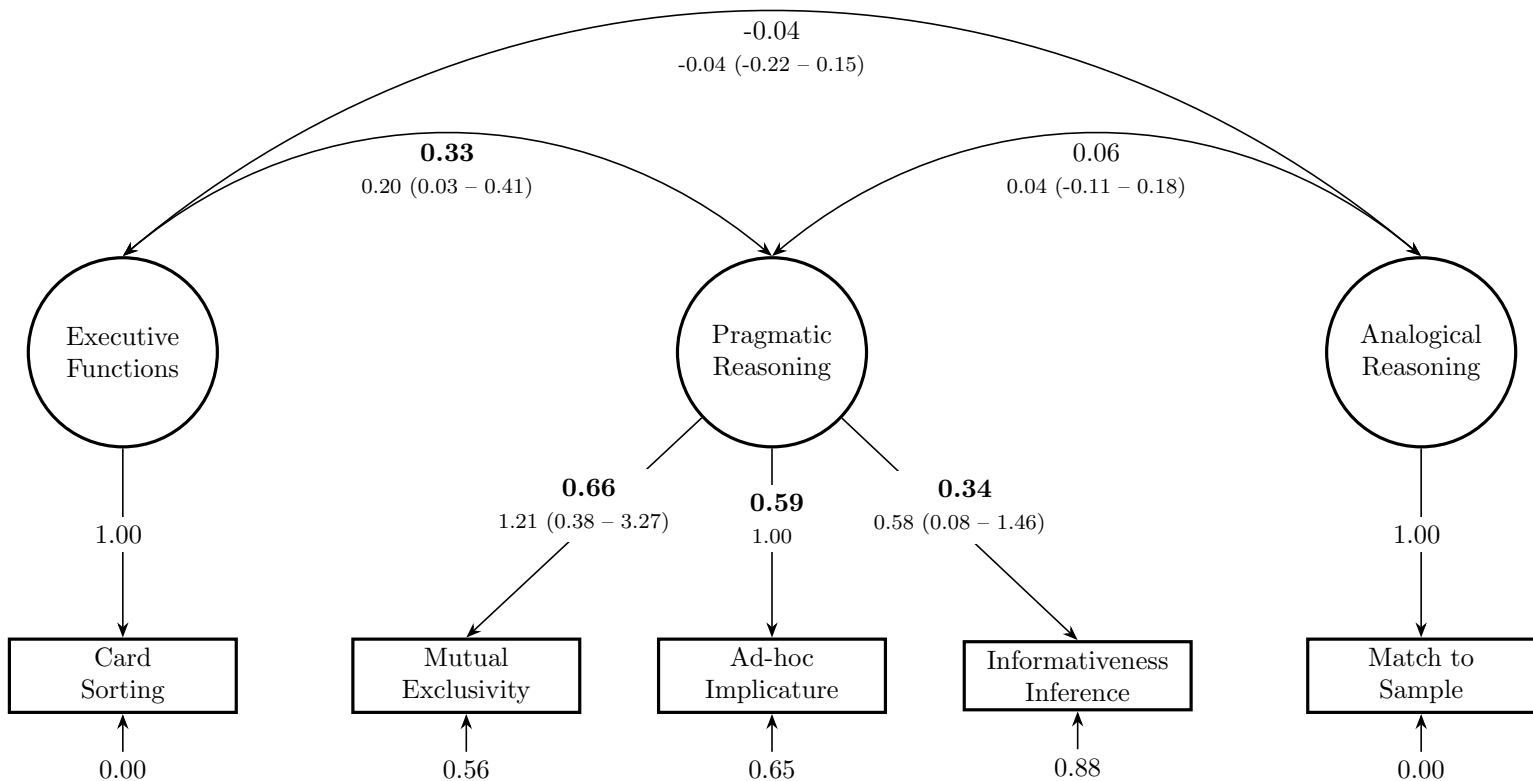 -0.04
-0.04 (-0.22 – 0.15)
0.33
0.20 (0.03 – 0.41)
0.06
0.04 (-0.11 – 0.18)
Executive
Functions
Pragmatic
Reasoning
Analogical
Reasoning
1.00
0.66
1.21 (0.38 – 3.27)
0.59
1.00
0.34
0.58 (0.08 – 1.46)
1.00
Card
Sorting
Mutual
Exclusivity
Ad-hoc
Implicature
Informativeness
Inference
Match to
Sample
0.00
0.56
0.65
0.88
0.00